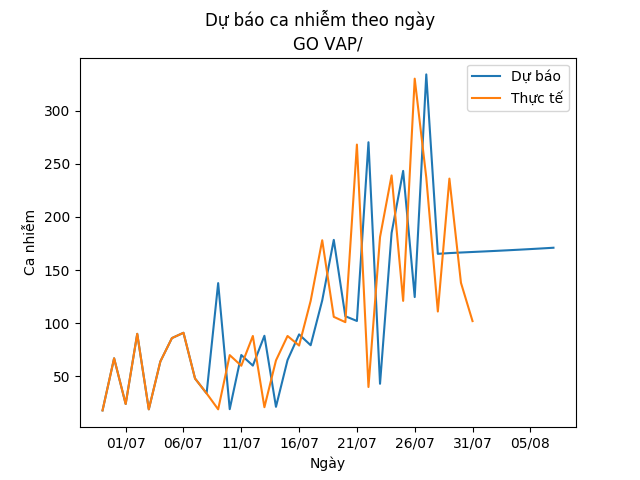 Dự báo ca nhiễm theo ngày
GO VAP/
Dự báo
Thực tế
Ca nhiễm
300
250
200
150
100
50
01/07 06/07 11/07 16/07 21/07 26/07 31/07 05/08
Ngày